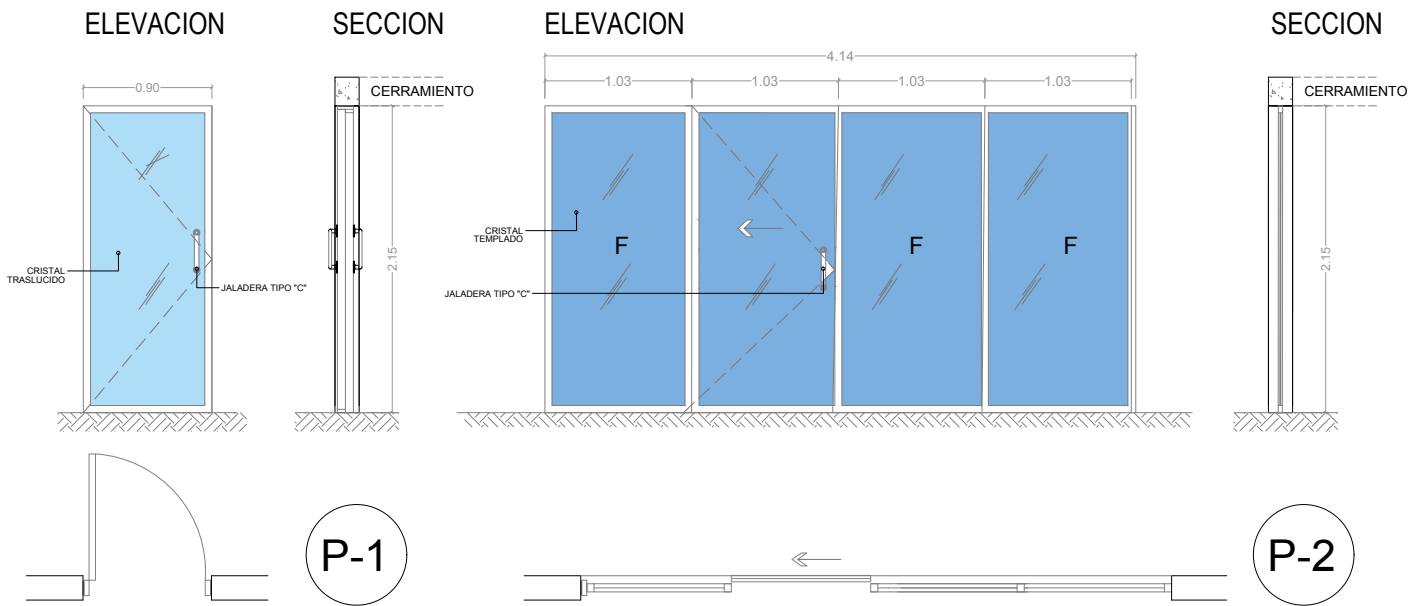 ELEVACION
SECCION
ELEVACION
SECCION
4.14
0.90
1.03
1.03
1.03
1.03
CERRAMIENTO
CERRAMIENTO
CRISTAL
TRASLUCIDO
JALADERA TIPO "C"
2.15
CRISTAL
TEMPLADO
JALADERA TIPO "C"
F
F
F
2.15
P-1
P-2